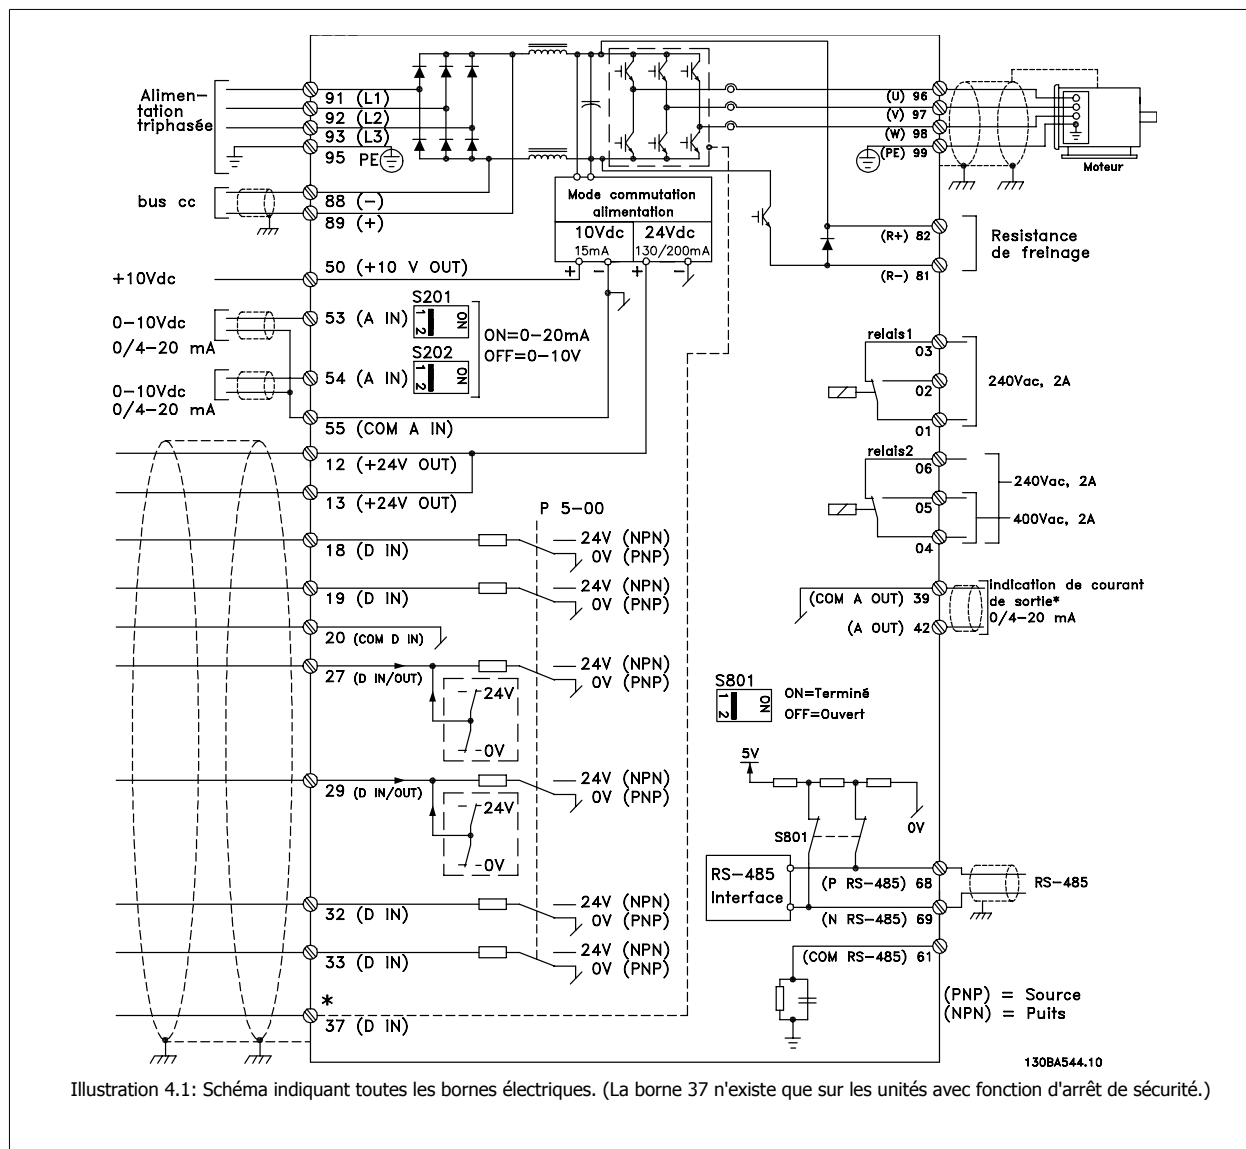 Alimen-
tation
triphasée
91 (L1)
92 (L2)
93 (L3)
95 PE
bus cc
88 (-)
89 (+)
+10Vdc
50 (+10 V OUT)
0-10Vdc
0/4-20 mA
53 (A IN)
S201
1 2
ON
ON=0-20mA
OFF=0-10V
S202
1 2
ON
0-10Vdc
0/4-20 mA
54 (A IN)
55 (COM A IN)
12 (+24V OUT)
13 (+24V OUT)
P 5-00
18 (D IN)
24V (NPN)
0V (PNP)
19 (D IN)
24V (NPN)
0V (PNP)
20 (COM D IN)
27 (D IN/OUT)
24V (NPN)
0V (PNP)
24V
0V
29 (D IN/OUT)
24V (NPN)
0V (PNP)
24V
0V
32 (D IN)
24V (NPN)
0V (PNP)
33 (D IN)
24V (NPN)
0V (PNP)
*
37 (D IN)
Mode commutation
alimentation
10Vdc
15mA
24Vdc
130/200mA
+ - + -
(U) 96
(V) 97
(W) 98
(PE) 99
Moteur
(R+) 82
(R-) 81
Resistance
de freinage
relais1
03
02
01
240Vac, 2A
relais2
06
05
04
240Vac, 2A
400Vac, 2A
(COM A OUT) 39
(A OUT) 42
indication de courant
de sortie*
0/4-20 mA
S801
1 2
ON
ON=Terminé
OFF=Ouvert
5V
0V
S801
RS-485
Interface
(P RS-485) 68
(N RS-485) 69
RS-485
(COM RS-485) 61
(PNP) = Source
(NPN) = Puits
130BA544.10
Illustration 4.1: Schéma indiquant toutes les bornes électriques. (La borne 37 n'existe que sur les unités avec fonction d'arrêt de sécurité.)